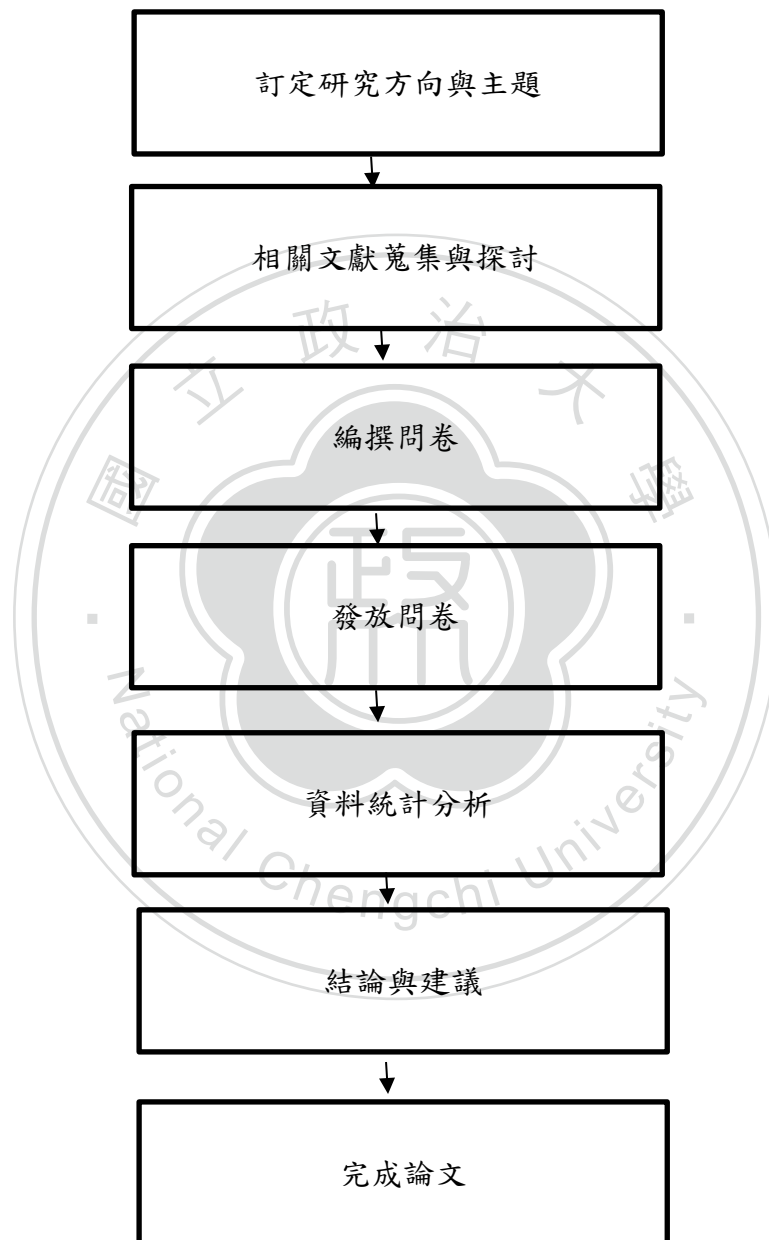 訂定研究方向與主題
相關文獻蒐集與探討
國立政治大學
編撰問卷
政
發放問卷
資料統計分析
National Chengchi University
結論與建議
完成論文